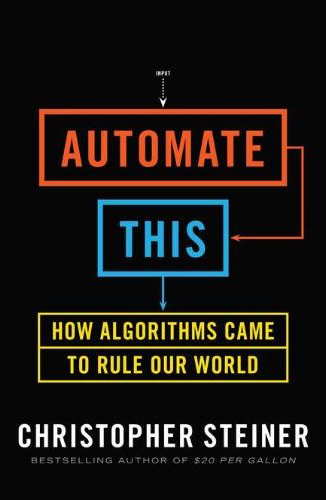 INPUT
AUTOMATE
THIS
HOW ALGORITHMS CAME
TO RULE OUR WORLD
CHRISTOPHER STEINER
BESTSELLING AUTHOR OF $20 PER GALLON